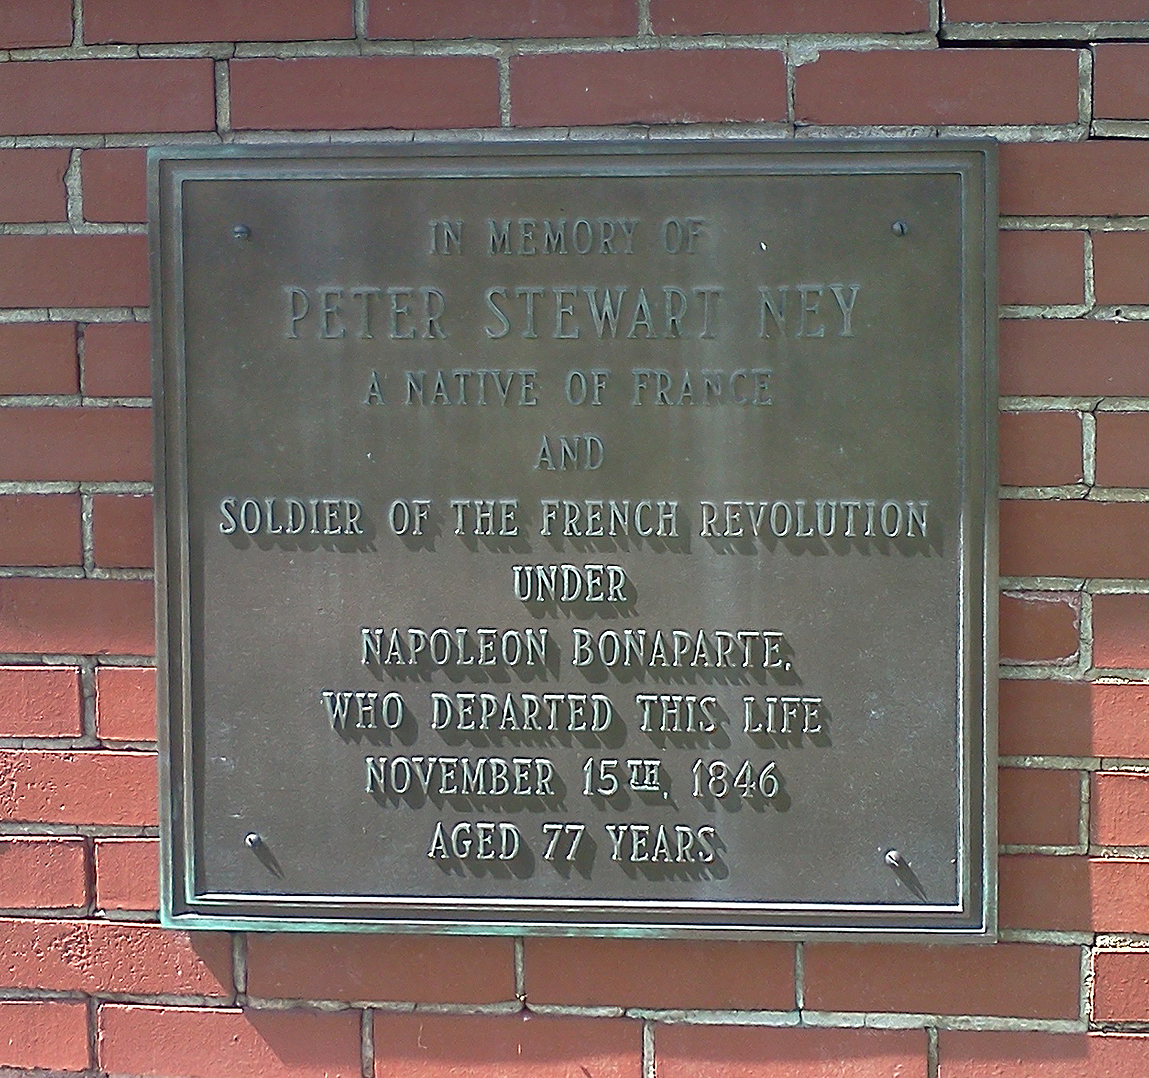 IN MEMORY OF
PETER STEWART NEY
A NATIVE OF FRANCE
AND
SOLDIER OF THE FRENCH REVOLUTION
UNDER
NAPOLEON BONAPARTE,
WHO DEPARTED THIS LIFE
NOVEMBER 15TH, 1846
AGED 77 YEARS